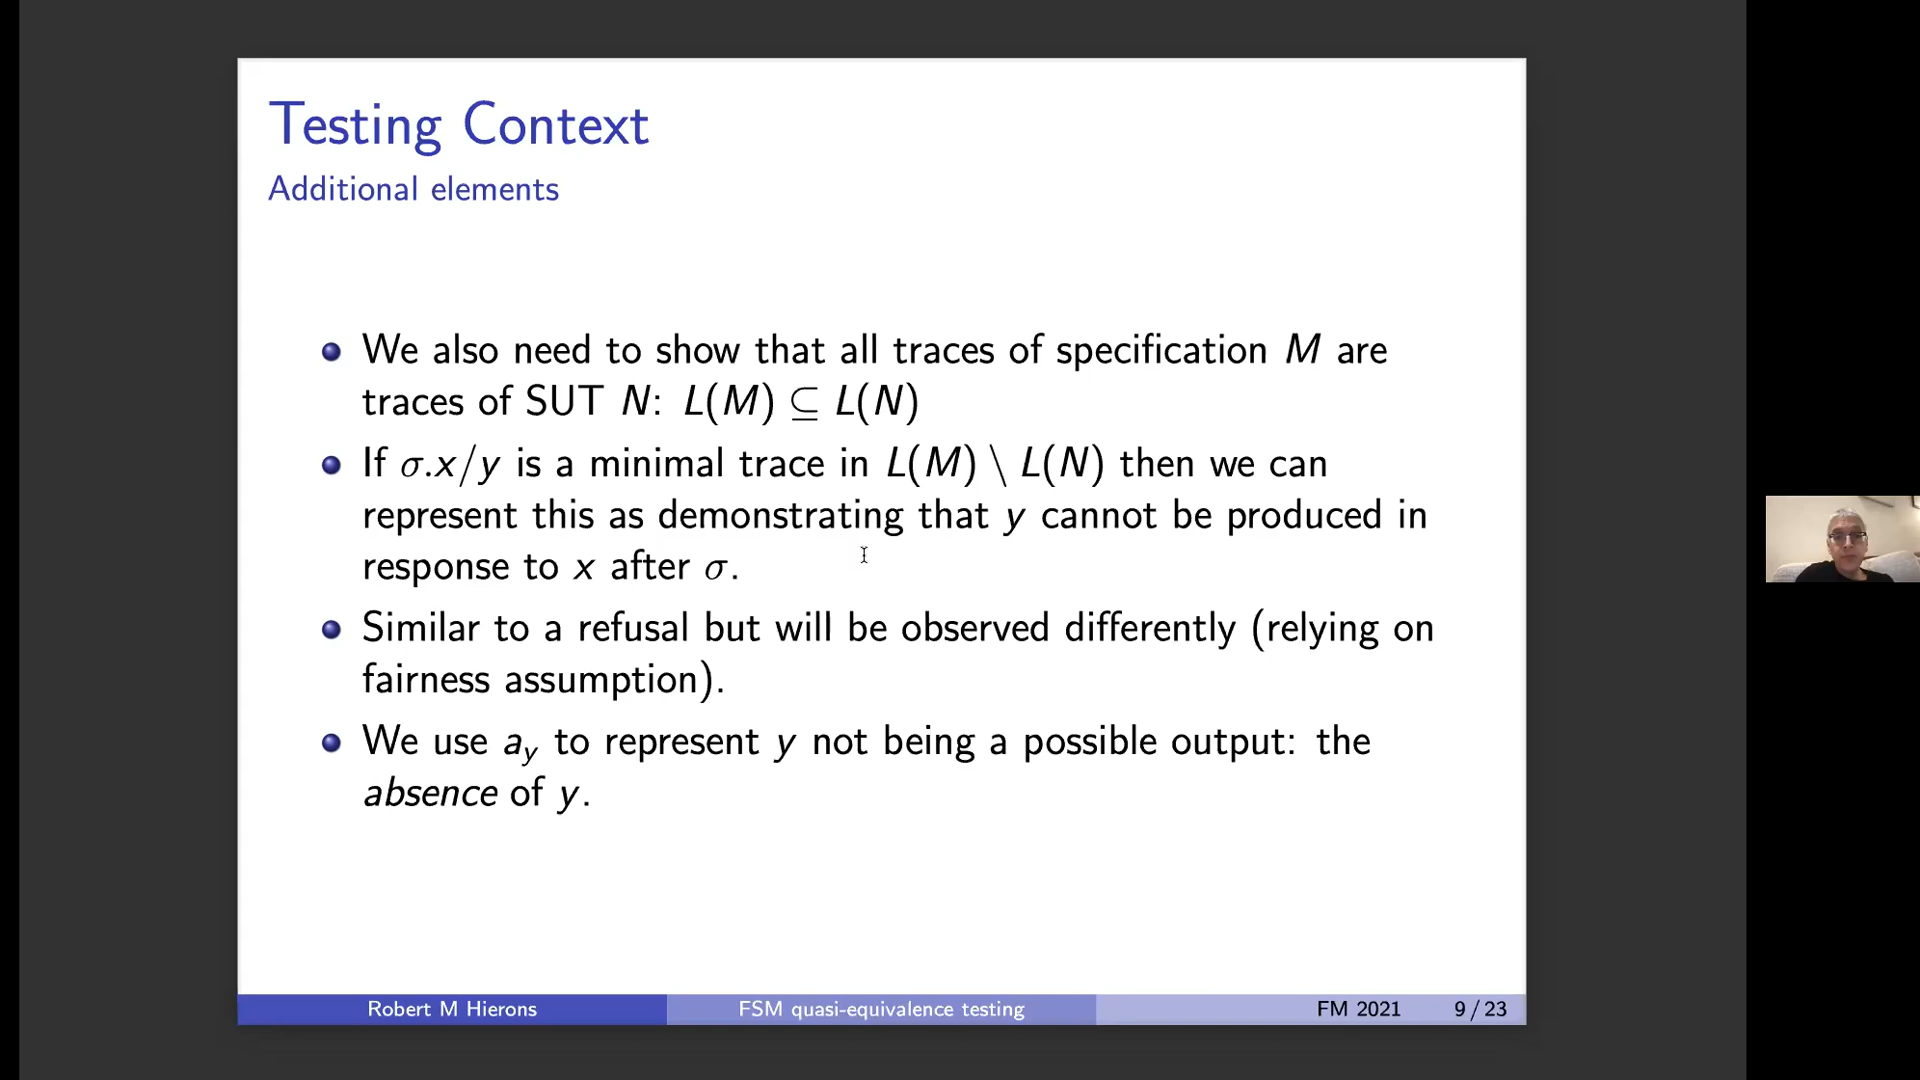 Testing Context
Additional elements
We also need to show that all traces of specification M are
traces of SUT N: L(M) ⊆ L(N)
If σ.x/y is a minimal trace in L(M) \ L(N) then we can
represent this as demonstrating that y cannot be produced in
response to x after σ.
Similar to a refusal but will be observed differently (relying on
fairness assumption).
We use a_y to represent y not being a possible output: the
absence of y.
Robert M Hierons FSM quasi-equivalence testing FM 2021 9 / 23